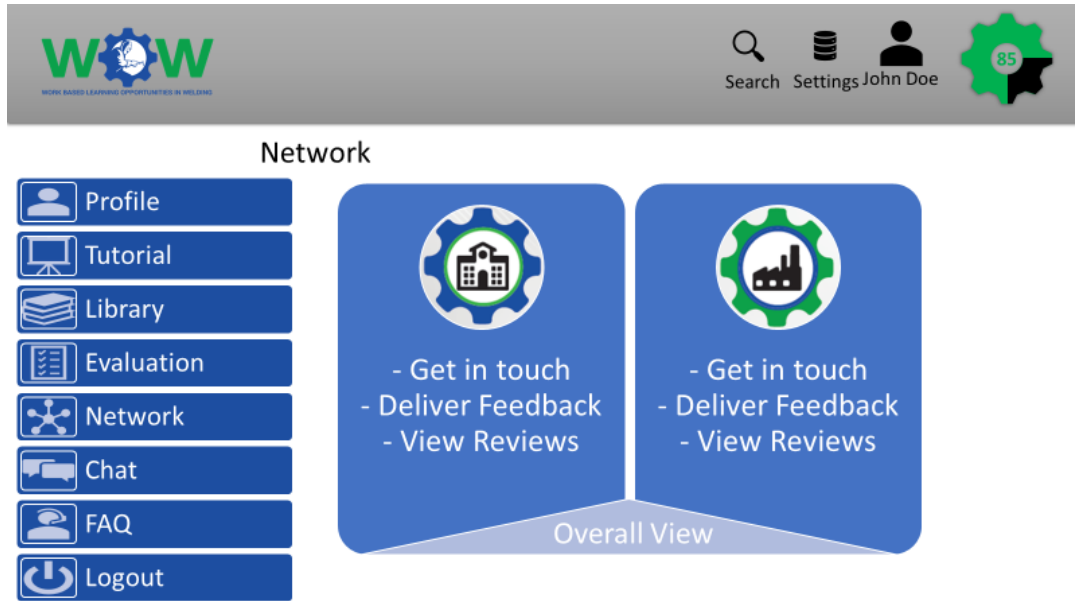 WOW
WORK BASED LEARNING OPPORTUNITIES IN WELDING
Search
Settings
John Doe
85
Network
Profile
Tutorial
Library
Evaluation
Network
Chat
FAQ
Logout
- Get in touch
- Deliver Feedback
- View Reviews
- Get in touch
- Deliver Feedback
- View Reviews
Overall View